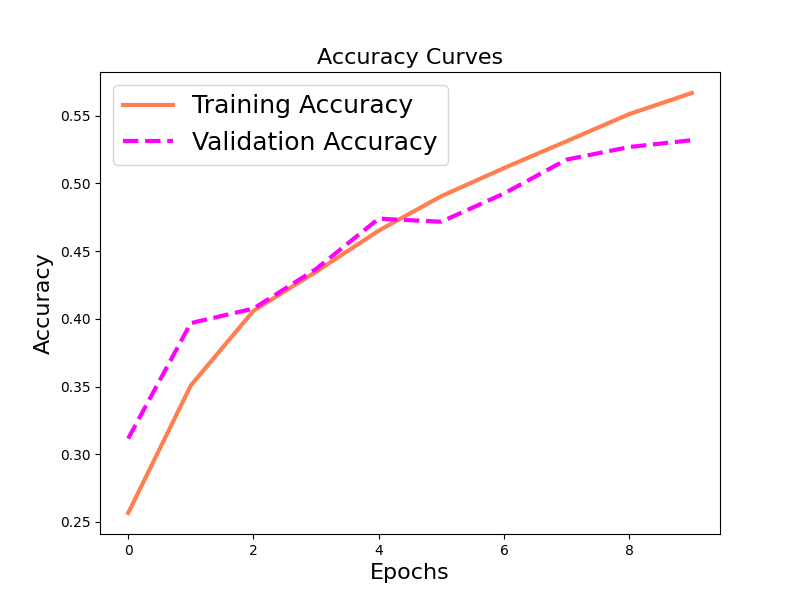 Accuracy Curves
Training Accuracy
Validation Accuracy
Accuracy
0.55
0.50
0.45
0.40
0.35
0.30
0.25
0 2 4 6 8
Epochs